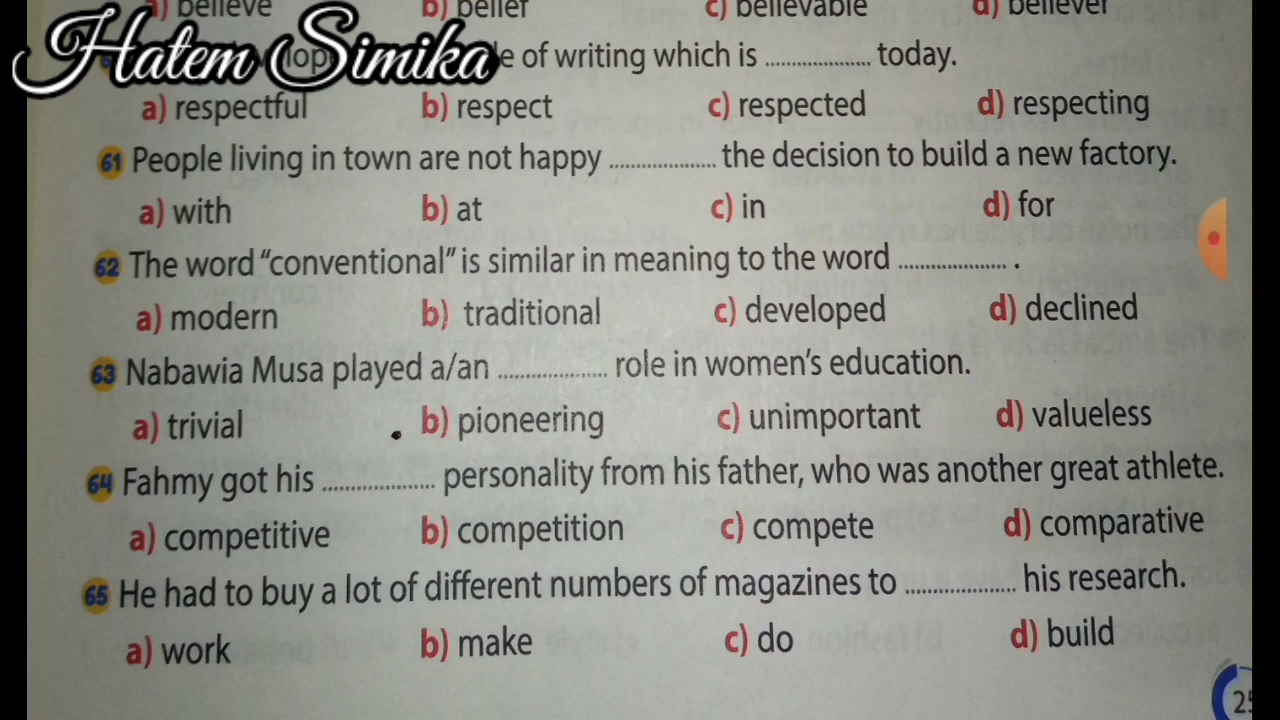 a) believe b) belief c) believable d) believer
Hatem Simika
of writing which is .................. today.
a) respectful b) respect c) respected d) respecting
61 People living in town are not happy .................. the decision to build a new factory.
a) with b) at c) in d) for
62 The word “conventional” is similar in meaning to the word .................. .
a) modern b) traditional c) developed d) declined
63 Nabawia Musa played a/an .................. role in women’s education.
a) trivial b) pioneering c) unimportant d) valueless
64 Fahmy got his .................. personality from his father, who was another great athlete.
a) competitive b) competition c) compete d) comparative
65 He had to buy a lot of different numbers of magazines to .................. his research.
a) work b) make c) do d) build